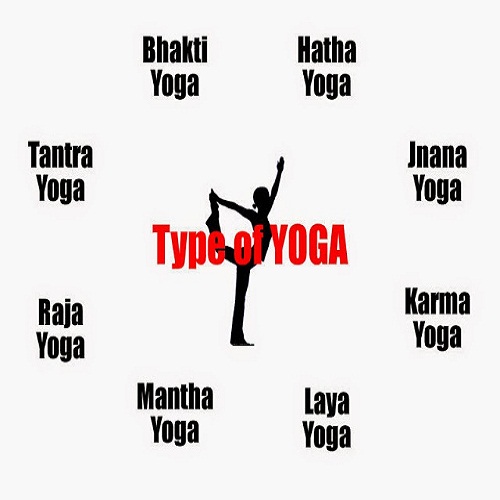 Bhakti
Yoga
Hatha
Yoga
Tantra
Yoga
Jnana
Yoga
Type of YOGA
Raja
Yoga
Karma
Yoga
Mantha
Yoga
Laya
Yoga